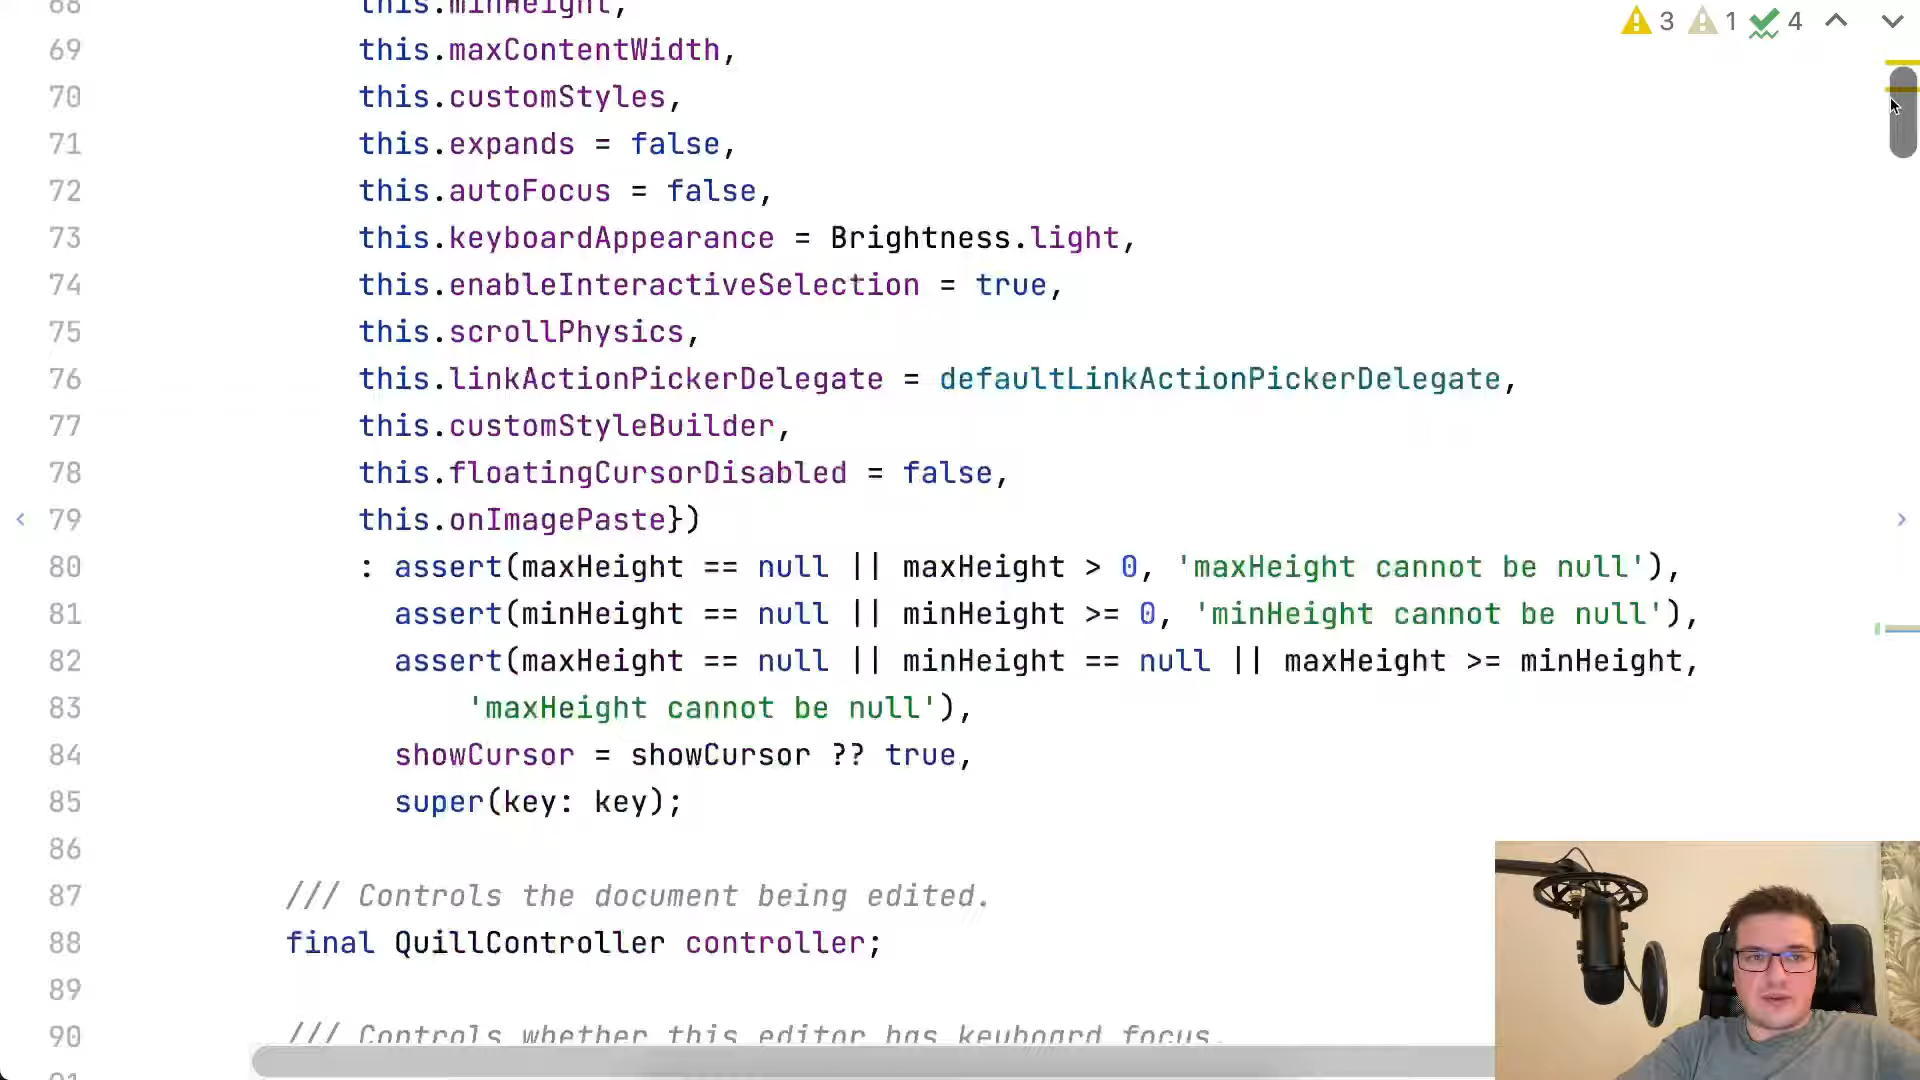 3 1 4
68 this.minHeight,
69 this.maxContentWidth,
70 this.customStyles,
71 this.expands = false,
72 this.autoFocus = false,
73 this.keyboardAppearance = Brightness.light,
74 this.enableInteractiveSelection = true,
75 this.scrollPhysics,
76 this.linkActionPickerDelegate = defaultLinkActionPickerDelegate,
77 this.customStyleBuilder,
78 this.floatingCursorDisabled = false,
79 this.onImagePaste})
80 : assert(maxHeight == null || maxHeight > 0, 'maxHeight cannot be null'),
81 assert(minHeight == null || minHeight >= 0, 'minHeight cannot be null'),
82 assert(maxHeight == null || minHeight == null || maxHeight >= minHeight,
83 'maxHeight cannot be null'),
84 showCursor = showCursor ?? true,
85 super(key: key);
86
87 /// Controls the document being edited.
88 final QuillController controller;
89
90 /// Controls whether this editor has keyboard focus.
91